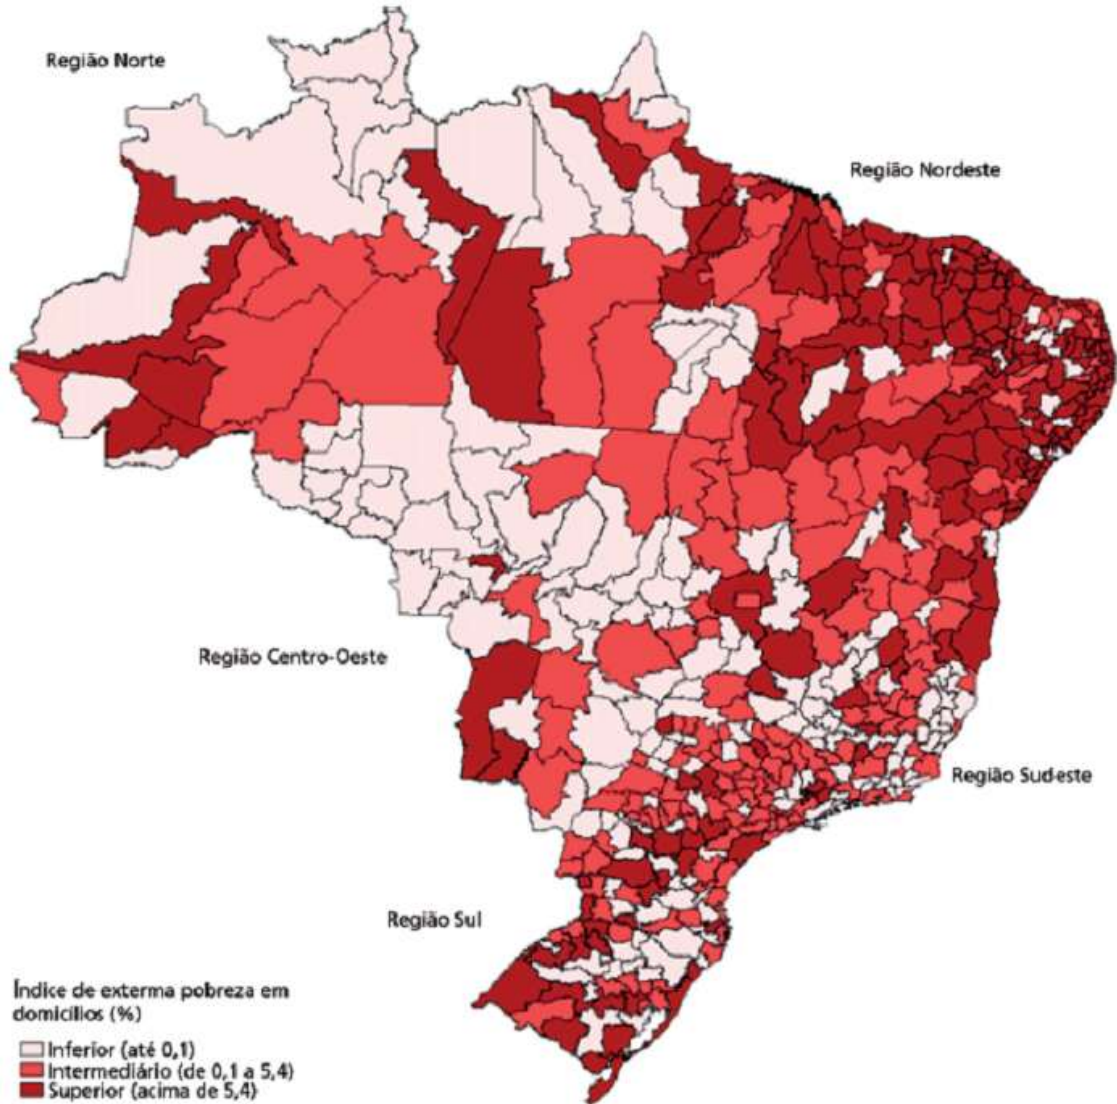 Região Norte
Região Nordeste
Região Centro-Oeste
Região Sudeste
Região Sul
Índice de exterma pobreza em
domicílios (%)
Inferior (até 0,1)
Intermediário (de 0,1 a 5,4)
Superior (acima de 5,4)